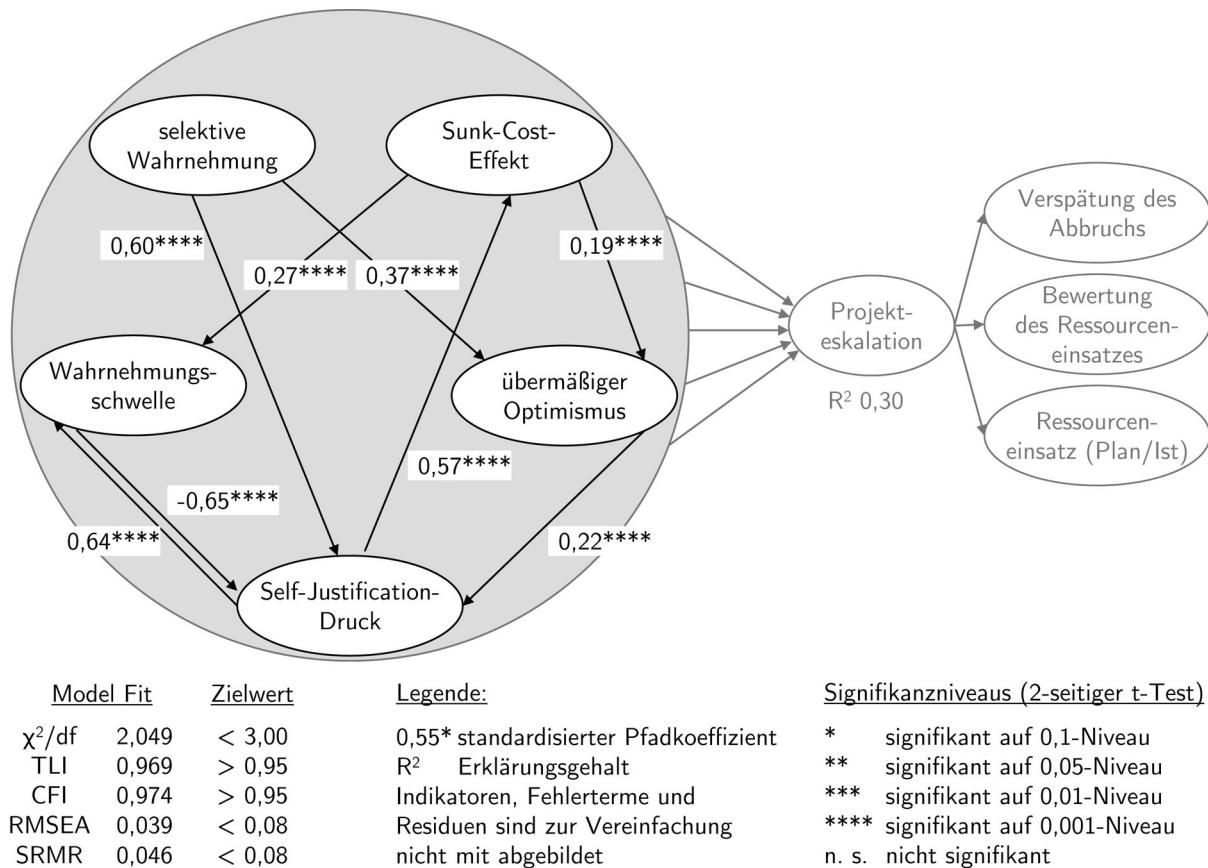 selektive
Wahrnehmung
Sunk-Cost-
Effekt
0,60****
0,27****
0,37****
0,19****
Wahrnehmungs-
schwelle
übermäßiger
Optimismus
0,57****
-0,65****
0,64****
0,22****
Self-Justification-
Druck
Projekt-
eskalation
R² 0,30
Verspätung des
Abbruchs
Bewertung
des Ressourcen-
einsatzes
Ressourcen-
einsatz (Plan/Ist)
Model Fit Zielwert
χ²/df 2,049 < 3,00
TLI 0,969 > 0,95
CFI 0,974 > 0,95
RMSEA 0,039 < 0,08
SRMR 0,046 < 0,08
Legende:
0,55* standardisierter Pfadkoeffizient
R² Erklärungsgehalt
Indikatoren, Fehlerterme und
Residuen sind zur Vereinfachung
nicht mit abgebildet
Signifikanzniveaus (2-seitiger t-Test)
* signifikant auf 0,1-Niveau
** signifikant auf 0,05-Niveau
*** signifikant auf 0,01-Niveau
**** signifikant auf 0,001-Niveau
n. s. nicht signifikant